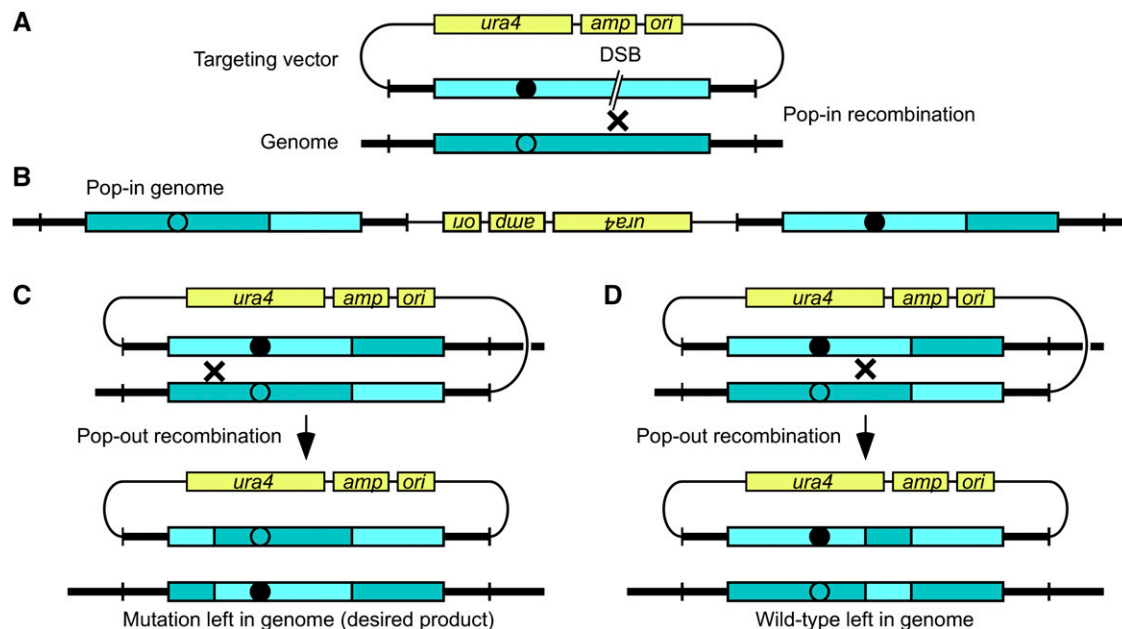 A
ura4 amp ori
Targeting vector
DSB
Pop-in recombination
Genome
B
Pop-in genome
ori amp ura4
C
ura4 amp ori
Pop-out recombination
ura4 amp ori
Mutation left in genome (desired product)
D
ura4 amp ori
Pop-out recombination
ura4 amp ori
Wild-type left in genome